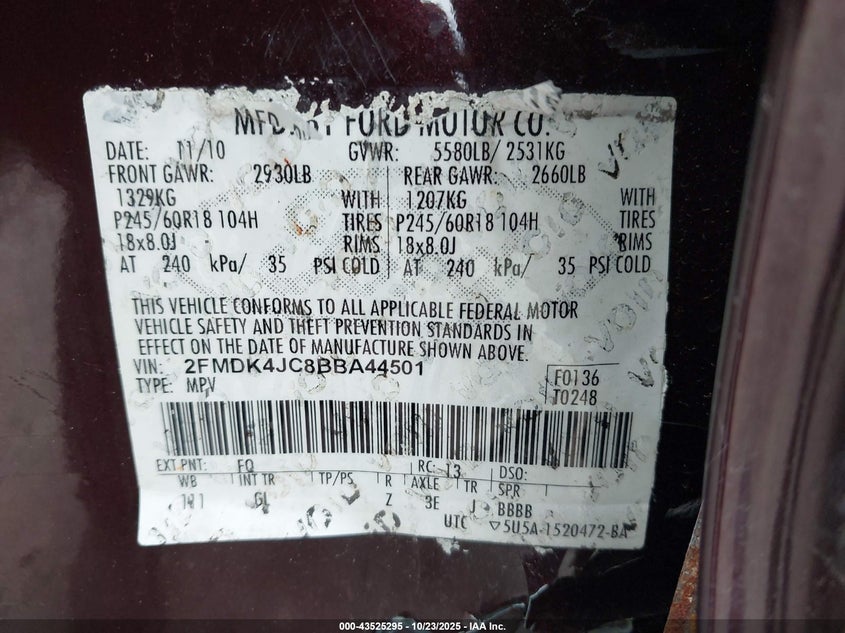 MFD. BY FORD MOTOR CO.
DATE: 11/10 GVWR: 5580LB/ 2531KG
FRONT GAWR: 2930LB REAR GAWR: 2660LB
1329KG WITH 1207KG WITH
P245/60R18 104H TIRES P245/60R18 104H TIRES
18x8.0J RIMS 18x8.0J RIMS
AT 240 kPa/ 35 PSI COLD AT 240 kPa/ 35 PSI COLD
THIS VEHICLE CONFORMS TO ALL APPLICABLE FEDERAL MOTOR
VEHICLE SAFETY AND THEFT PREVENTION STANDARDS IN
EFFECT ON THE DATE OF MANUFACTURE SHOWN ABOVE.
VIN: 2FMDK4JC8BBA44501
TYPE: MPV
F0136
T0248
EXT PNT: FQ RC: 13 DSO:
WB INT TR TP/PS R AXLE TR SPR
GL Z 3E J BBBB
UTC ▽5U5A-1520472-BA
000-43525295 - 10/23/2025 - IAA Inc.